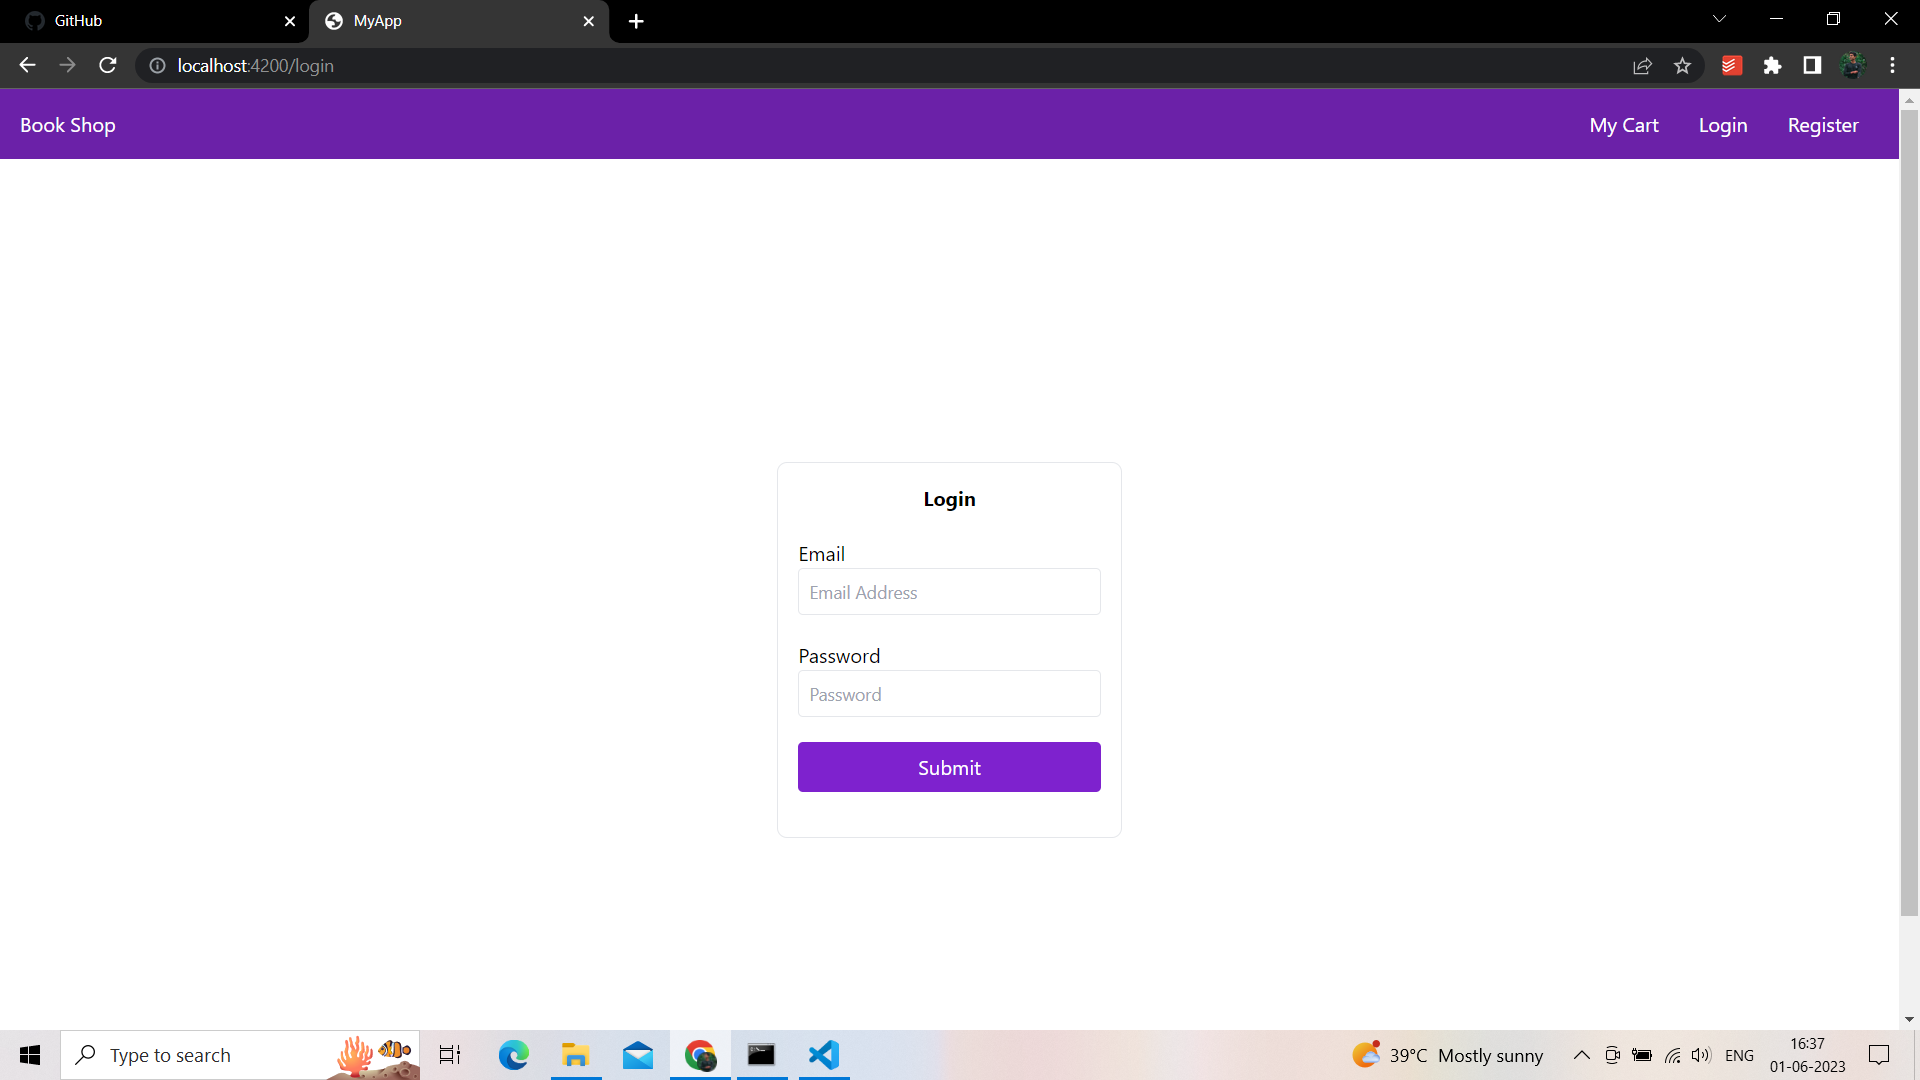 GitHub
MyApp
localhost:4200/login
Book Shop
My Cart
Login
Register
Login
Email
Email Address
Password
Password
Submit
Type to search
39°C Mostly sunny
ENG
16:37
01-06-2023